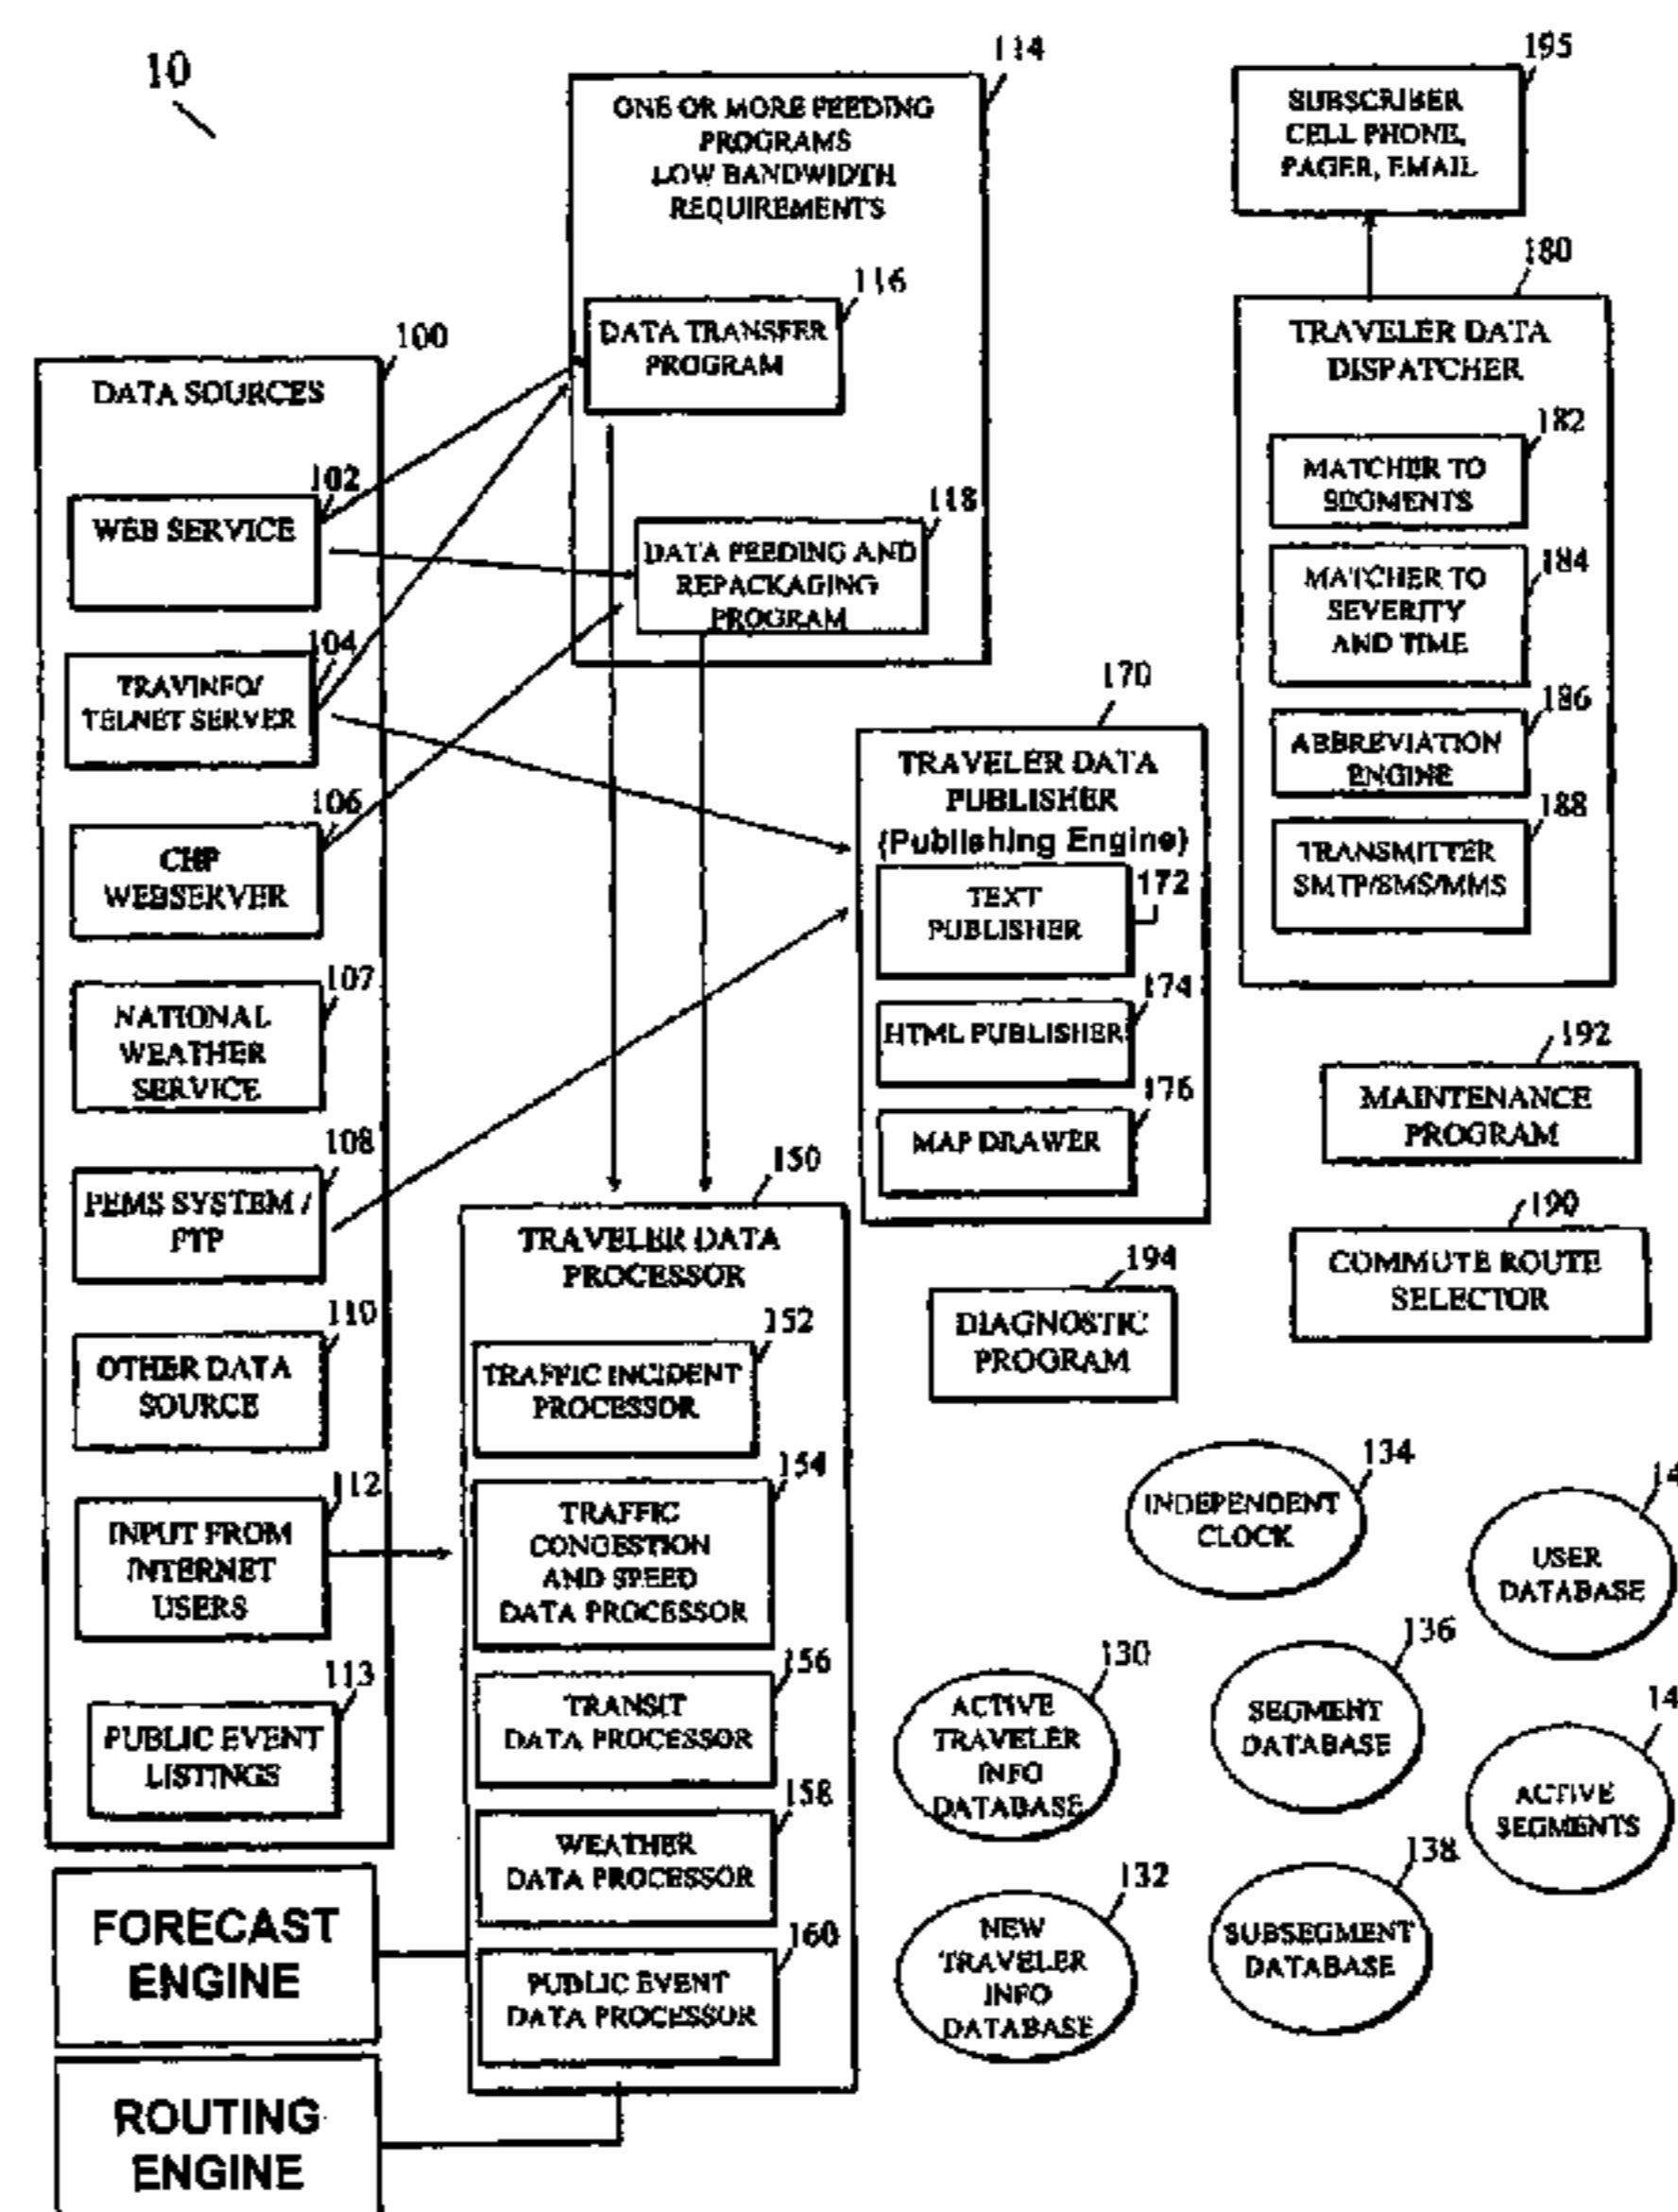 10
114
ONE OR MORE FEEDING
PROGRAMS
LOW BANDWIDTH
REQUIREMENTS
116
DATA TRANSFER
PROGRAM
118
DATA FEEDING AND
REPACKAGING
PROGRAM
195
SUBSCRIBER
CELL PHONE,
PAGER, EMAIL
180
TRAVELER DATA
DISPATCHER
182
MATCHER TO
SEGMENTS
184
MATCHER TO
SEVERITY
AND TIME
186
ABBREVIATION
ENGINE
188
TRANSMITTER
SMTP/SMS/MMS
100
DATA SOURCES
102
WEB SERVICE
104
TRAVINFO/
TELNET SERVER
106
CHP
WEBSERVER
107
NATIONAL
WEATHER
SERVICE
108
PEMS SYSTEM /
FTP
110
OTHER DATA
SOURCE
112
INPUT FROM
INTERNET
USERS
113
PUBLIC EVENT
LISTINGS
170
TRAVELER DATA
PUBLISHER
(Publishing Engine)
172
TEXT
PUBLISHER
174
HTML PUBLISHER
176
MAP DRAWER
192
MAINTENANCE
PROGRAM
190
COMMUTE ROUTE
SELECTOR
194
DIAGNOSTIC
PROGRAM
150
TRAVELER DATA
PROCESSOR
152
TRAFFIC INCIDENT
PROCESSOR
154
TRAFFIC
CONGESTION
AND SPEED
DATA PROCESSOR
156
TRANSIT
DATA PROCESSOR
158
WEATHER
DATA PROCESSOR
160
PUBLIC EVENT
DATA PROCESSOR
134
INDEPENDENT
CLOCK
14
USER
DATABASE
130
ACTIVE
TRAVELER
INFO
DATABASE
136
SEGMENT
DATABASE
14
ACTIVE
SEGMENTS
132
NEW
TRAVELER
INFO
DATABASE
138
SUBSEGMENT
DATABASE
FORECAST
ENGINE
ROUTING
ENGINE